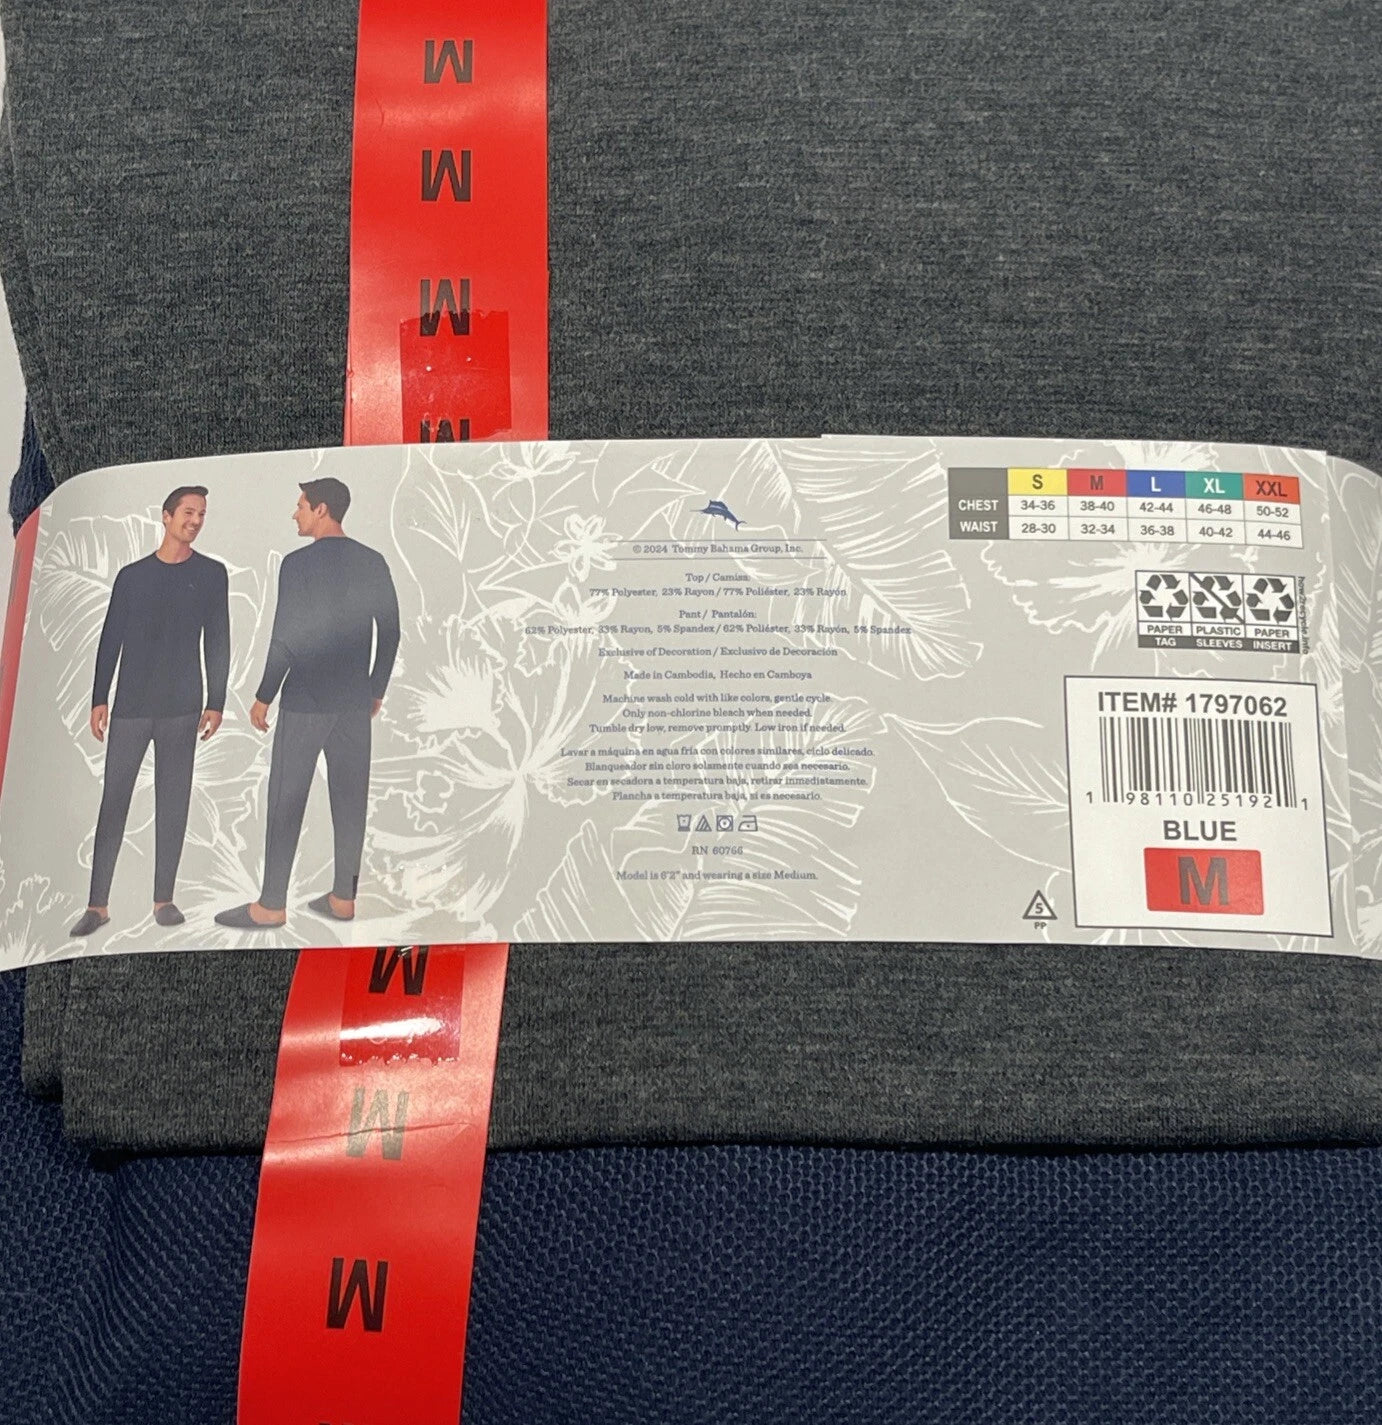 M
M
M
M
S M L XL XXL
CHEST 34-36 38-40 42-44 46-48 50-52
WAIST 28-30 32-34 36-38 40-42 44-46
© 2024 Tommy Bahama Group, Inc.
Top / Camisa:
77% Polyester, 23% Rayon / 77% Poliéster, 23% Rayón
Pant / Pantalón:
62% Polyester, 33% Rayon, 5% Spandex / 62% Poliéster, 33% Rayón, 5% Spandex
Exclusive of Decoration / Exclusivo de Decoración
Made in Cambodia, Hecho en Camboya
Machine wash cold with like colors, gentle cycle.
Only non-chlorine bleach when needed.
Tumble dry low, remove promptly. Low iron if needed.
Lavar a máquina en agua fría con colores similares, ciclo delicado.
Blanqueador sin cloro solamente cuando sea necesario.
Secar en secadora a temperatura baja, retirar inmediatamente.
Plancha a temperatura baja, si es necesario.
RN 60766
Model is 6'2" and wearing a size Medium.
PAPER PLASTIC PAPER
TAG SLEEVES INSERT
how2recycle.info
ITEM# 1797062
1 98110 25192 1
BLUE
M
5
PP
M
M
M